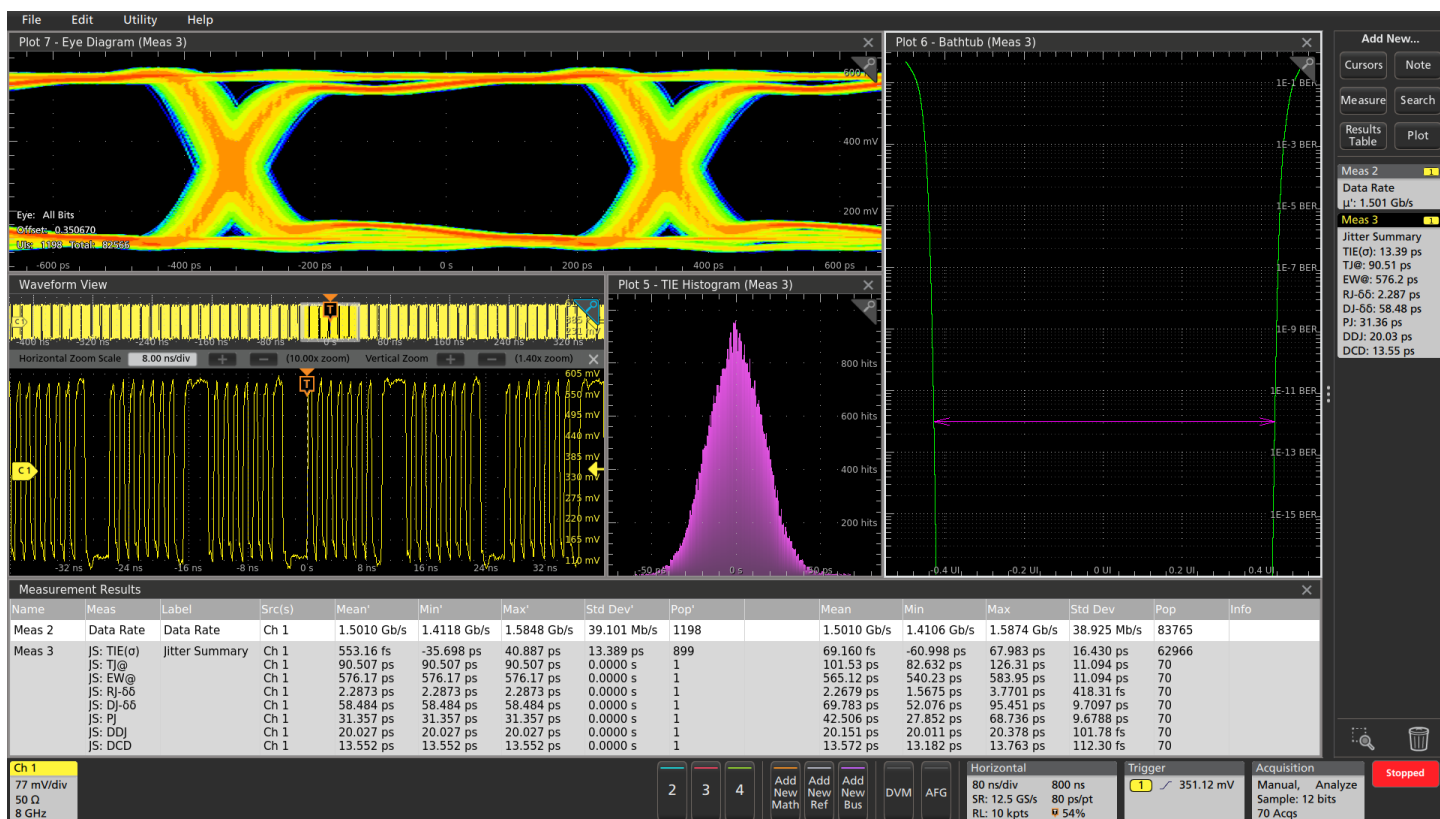 File Edit Utility Help
Plot 7 - Eye Diagram (Meas 3)
400 mV
200 mV
Eye: All Bits
Offset: 0.350670
UIs: 1198 Total: 82566
-600 ps -400 ps -200 ps 0 s 200 ps 400 ps 600 ps
Waveform View
-400 ns -320 ns -240 ns -160 ns -80 ns 0 s 80 ns 160 ns 240 ns 320 ns
Horizontal Zoom Scale 8.00 ns/div + − (10.00x zoom) Vertical Zoom + − (1.40x zoom)
T
605 mV
550 mV
495 mV
440 mV
385 mV
C 1
330 mV
275 mV
220 mV
165 mV
110 mV
-32 ns -24 ns -16 ns -8 ns 0 s 8 ns 16 ns 24 ns 32 ns
Plot 5 - TIE Histogram (Meas 3)
800 hits
600 hits
400 hits
200 hits
-50 ps 0 s 50 ps
Plot 6 - Bathtub (Meas 3)
1E-1 BER
1E-3 BER
1E-5 BER
1E-7 BER
1E-9 BER
1E-11 BER
1E-13 BER
1E-15 BER
-0.4 UI -0.2 UI 0 UI 0.2 UI 0.4 UI
Add New...
Cursors Note
Measure Search
Results Table Plot
Meas 2 1
Data Rate
µ': 1.501 Gb/s
Meas 3 1
Jitter Summary
TIE(σ): 13.39 ps
TJ@: 90.51 ps
EW@: 576.2 ps
RJ-δδ: 2.287 ps
DJ-δδ: 58.48 ps
PJ: 31.36 ps
DDJ: 20.03 ps
DCD: 13.55 ps
Measurement Results
Name Meas Label Src(s) Mean' Min' Max' Std Dev' Pop' Mean Min Max Std Dev Pop Info
Meas 2 Data Rate Data Rate Ch 1 1.5010 Gb/s 1.4118 Gb/s 1.5848 Gb/s 39.101 Mb/s 1198 1.5010 Gb/s 1.4106 Gb/s 1.5874 Gb/s 38.925 Mb/s 83765
Meas 3 JS: TIE(σ) Jitter Summary Ch 1 553.16 fs -35.698 ps 40.887 ps 13.389 ps 899 69.160 fs -60.998 ps 67.983 ps 16.430 ps 62966
JS: TJ@ Ch 1 90.507 ps 90.507 ps 90.507 ps 0.0000 s 1 101.53 ps 82.632 ps 126.31 ps 11.094 ps 70
JS: EW@ Ch 1 576.17 ps 576.17 ps 576.17 ps 0.0000 s 1 565.12 ps 540.23 ps 583.95 ps 11.094 ps 70
JS: RJ-δδ Ch 1 2.2873 ps 2.2873 ps 2.2873 ps 0.0000 s 1 2.2679 ps 1.5675 ps 3.7701 ps 418.31 fs 70
JS: DJ-δδ Ch 1 58.484 ps 58.484 ps 58.484 ps 0.0000 s 1 69.783 ps 52.076 ps 95.451 ps 9.7097 ps 70
JS: PJ Ch 1 31.357 ps 31.357 ps 31.357 ps 0.0000 s 1 42.506 ps 27.852 ps 68.736 ps 9.6788 ps 70
JS: DDJ Ch 1 20.027 ps 20.027 ps 20.027 ps 0.0000 s 1 20.151 ps 20.011 ps 20.378 ps 101.78 fs 70
JS: DCD Ch 1 13.552 ps 13.552 ps 13.552 ps 0.0000 s 1 13.572 ps 13.182 ps 13.763 ps 112.30 fs 70
Ch 1
77 mV/div
50 Ω
8 GHz
2 3 4
Add New Math
Add New Ref
Add New Bus
DVM AFG
Horizontal
80 ns/div 800 ns
SR: 12.5 GS/s 80 ps/pt
RL: 10 kpts 54%
Trigger
1 351.12 mV
Acquisition
Manual, Analyze
Sample: 12 bits
70 Acqs
Stopped